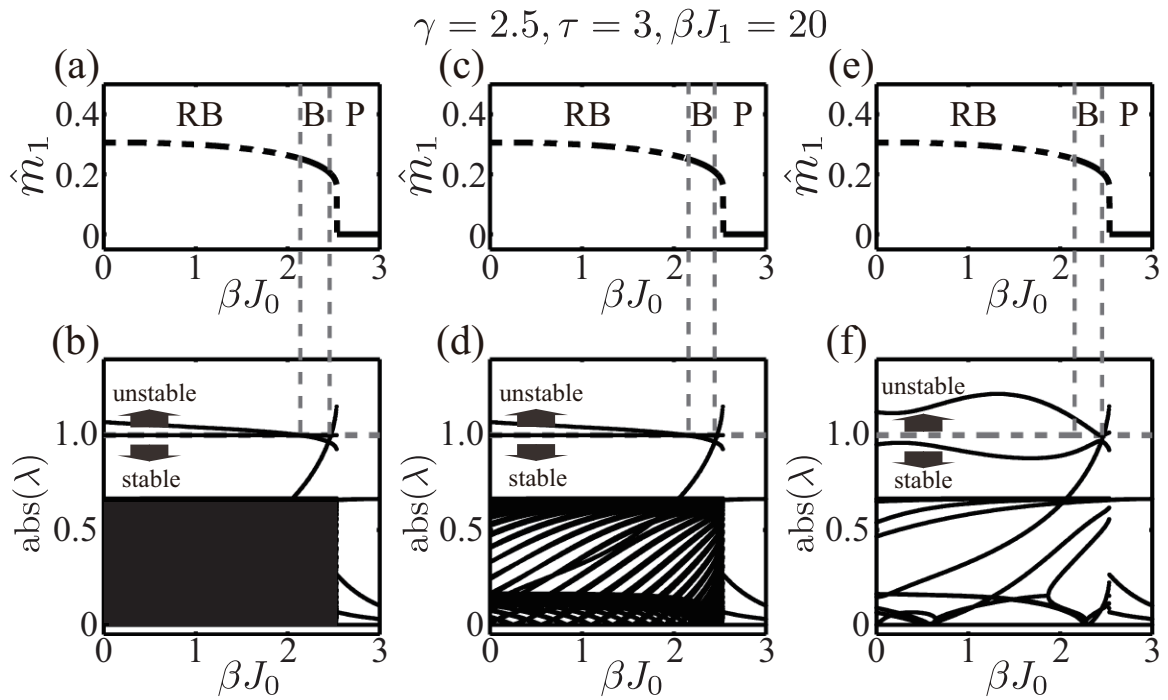 γ = 2.5, τ = 3, βJ₁ = 20
(a)
0.4
0.2
0
m̂₁
RB B P
0 1 2 3
βJ₀
(c)
0.4
0.2
0
m̂₁
RB B P
0 1 2 3
βJ₀
(e)
0.4
0.2
0
m̂₁
RB B P
0 1 2 3
βJ₀
(b)
unstable
1.0
stable
0.5
0
abs(λ)
0 1 2 3
βJ₀
(d)
unstable
1.0
stable
0.5
0
abs(λ)
0 1 2 3
βJ₀
(f)
unstable
1.0
stable
0.5
0
abs(λ)
0 1 2 3
βJ₀